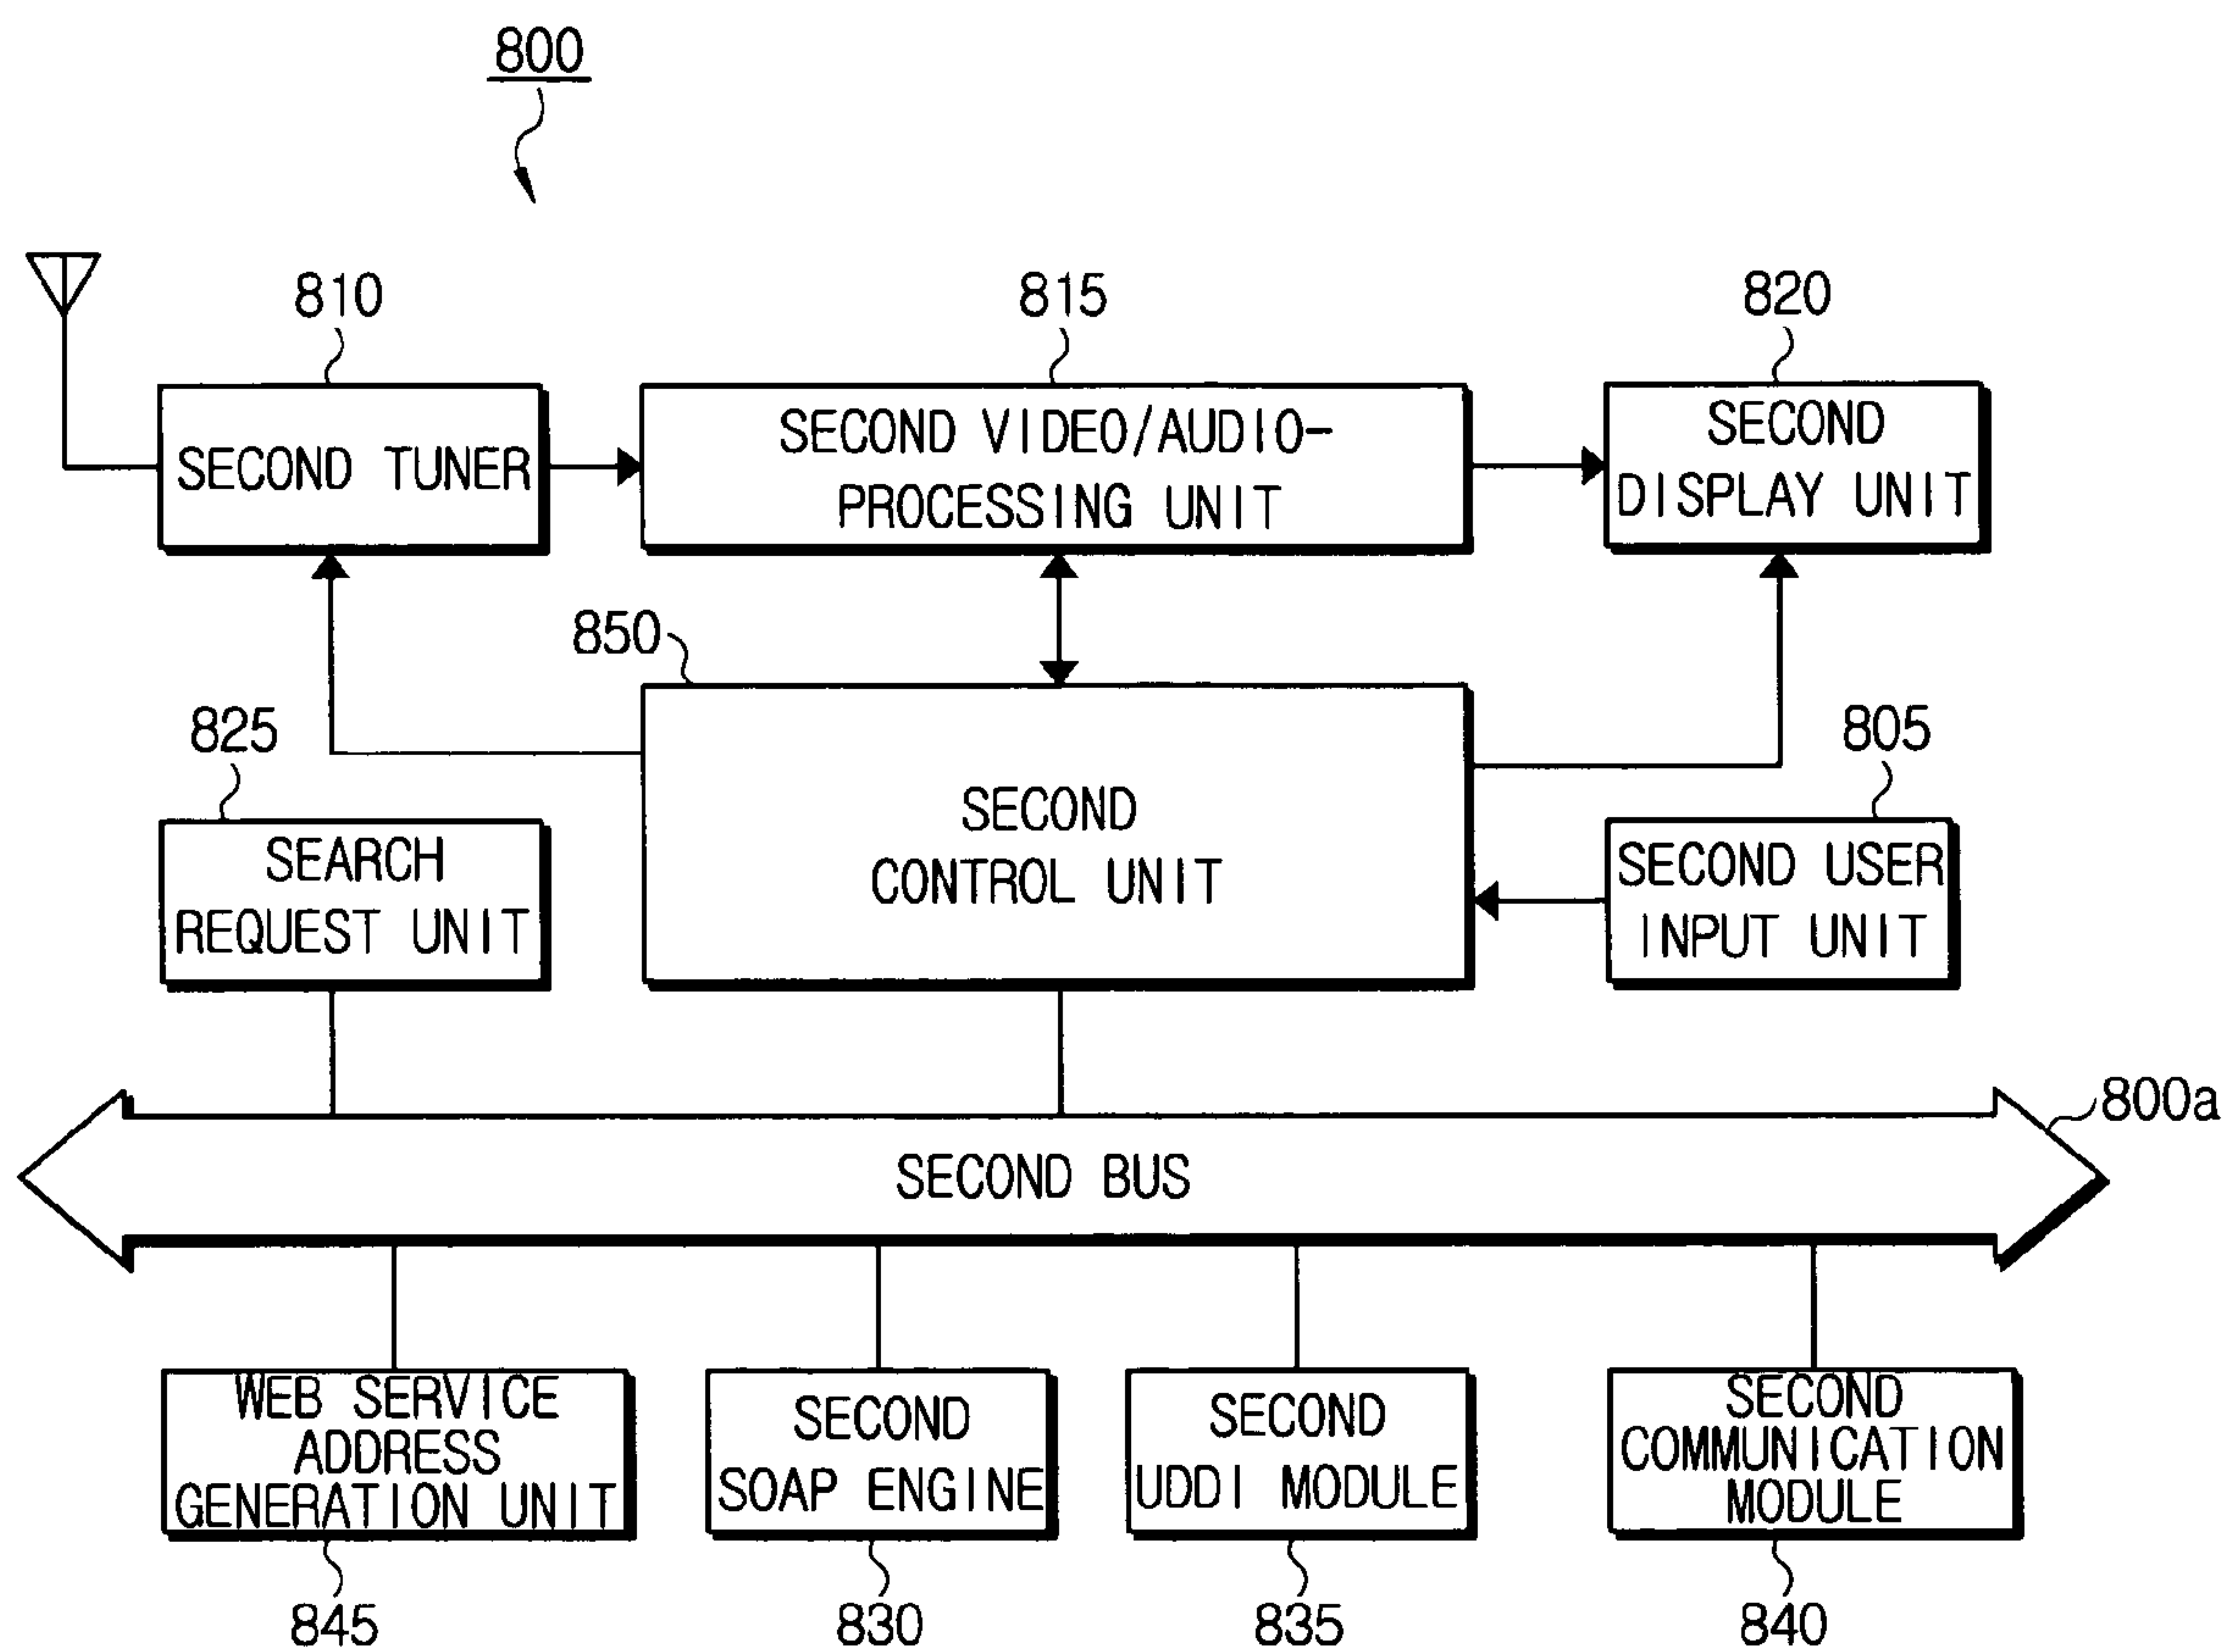 800
810
815
820
SECOND TUNER
SECOND VIDEO/AUDIO-
PROCESSING UNIT
SECOND
DISPLAY UNIT
850
825
805
SEARCH
REQUEST UNIT
SECOND
CONTROL UNIT
SECOND USER
INPUT UNIT
800a
SECOND BUS
WEB SERVICE
ADDRESS
GENERATION UNIT
SECOND
SOAP ENGINE
SECOND
UDDI MODULE
SECOND
COMMUNICATION
MODULE
845
830
835
840